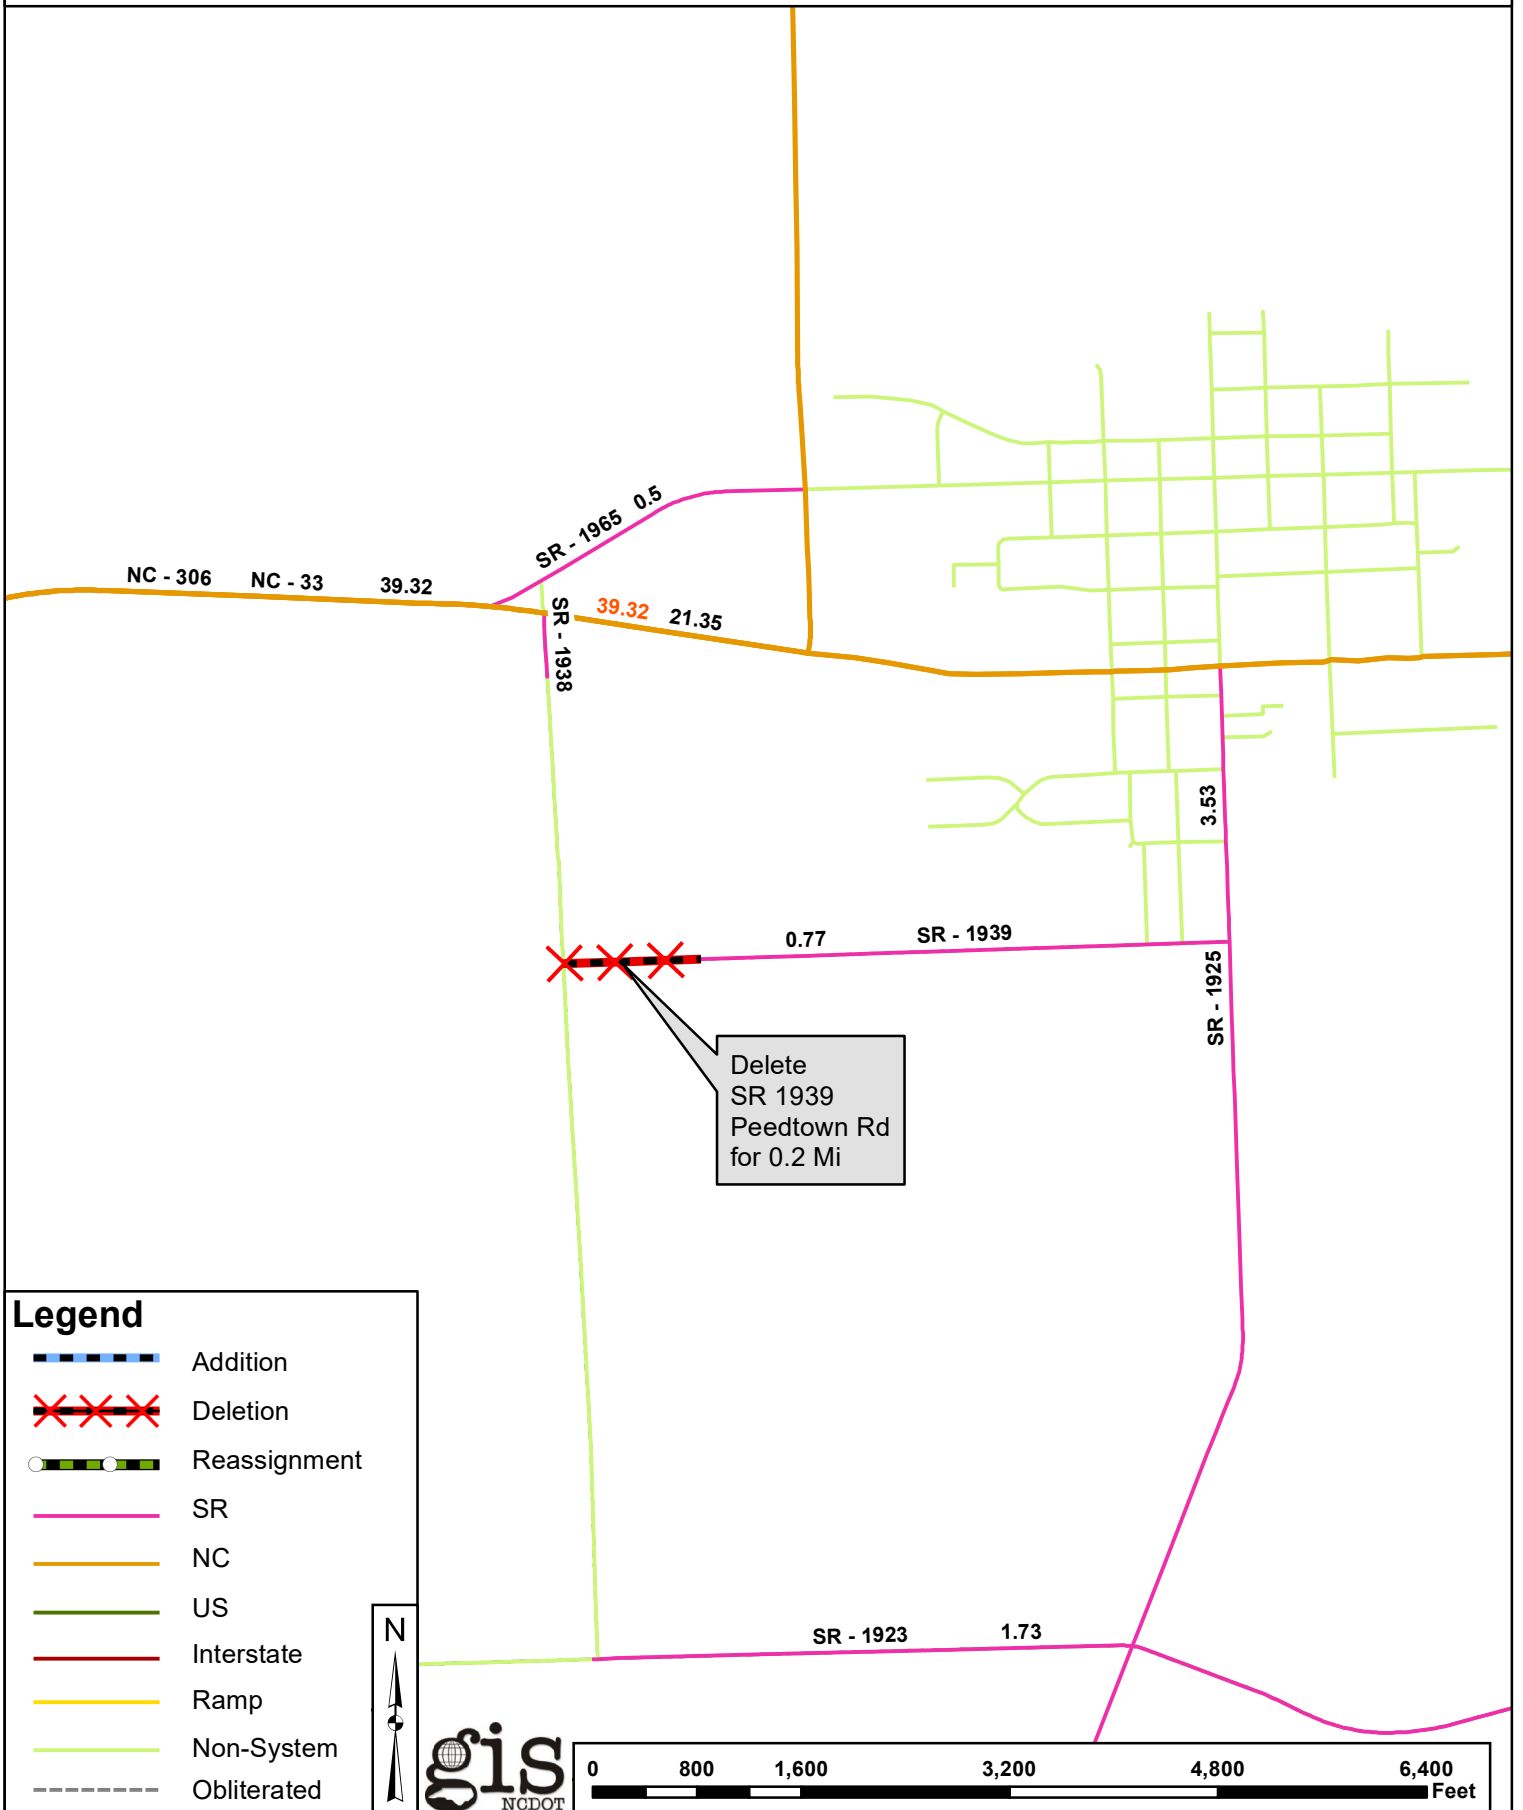 SR - 1965 0.5
NC - 306 NC - 33 39.32
39.32 21.35
SR - 1938
3.53
0.77 SR - 1939
SR - 1925
Delete
SR 1939
Peedtown Rd
for 0.2 Mi
SR - 1923 1.73
Legend
Addition
Deletion
Reassignment
SR
NC
US
Interstate
Ramp
Non-System
Obliterated
N
gis
NCDOT
0 800 1,600 3,200 4,800 6,400
Feet